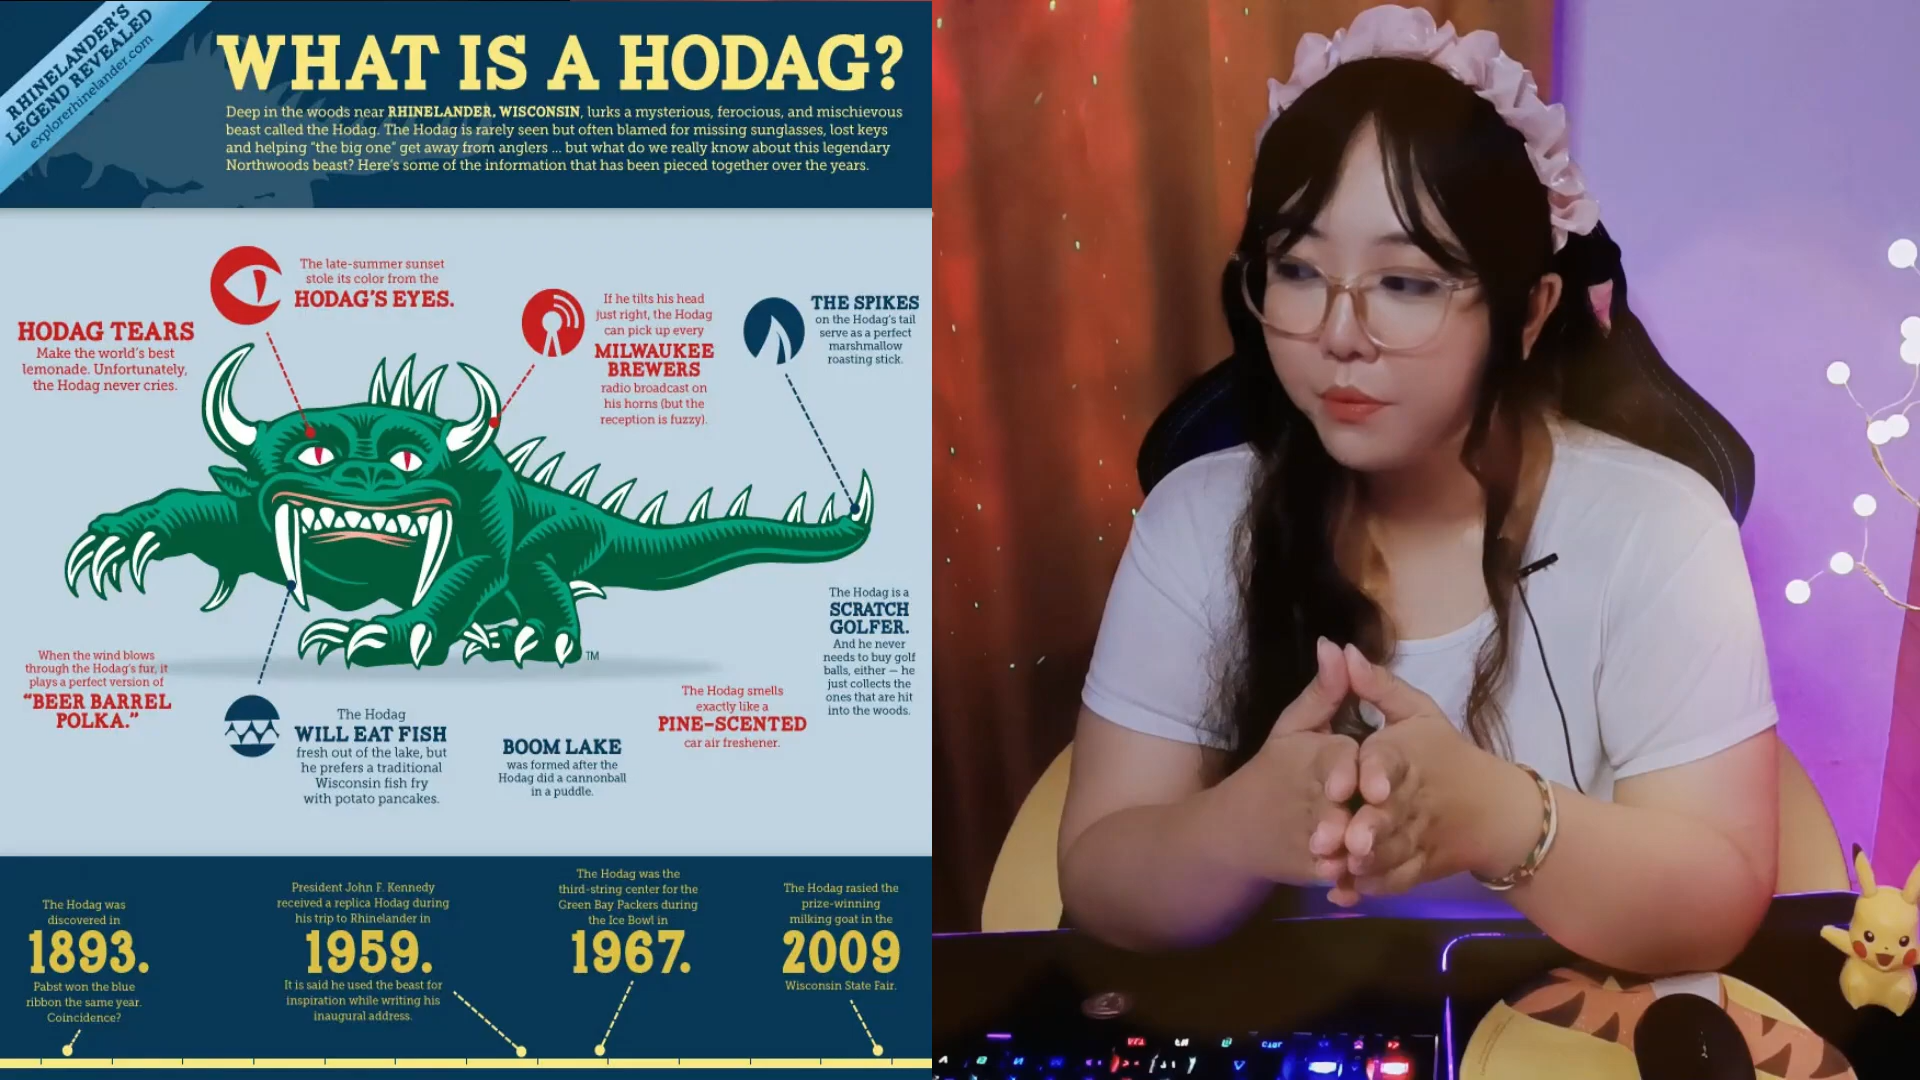 RHINELANDER'S
LEGEND REVEALED
explorerhinelander.com
WHAT IS A HODAG?
Deep in the woods near RHINELANDER, WISCONSIN, lurks a mysterious, ferocious, and mischievous
beast called the Hodag. The Hodag is rarely seen but often blamed for missing sunglasses, lost keys
and helping "the big one" get away from anglers ... but what do we really know about this legendary
Northwoods beast? Here's some of the information that has been pieced together over the years.
The late-summer sunset
stole its color from the
HODAG'S EYES.
HODAG TEARS
Make the world's best
lemonade. Unfortunately,
the Hodag never cries.
If he tilts his head
just right, the Hodag
can pick up every
MILWAUKEE
BREWERS
radio broadcast on
his horns (but the
reception is fuzzy).
THE SPIKES
on the Hodag's tail
serve as a perfect
marshmallow
roasting stick.
The Hodag is a
SCRATCH
GOLFER.
And he never
needs to buy golf
balls, either — he
just collects the
ones that are hit
into the woods.
TM
When the wind blows
through the Hodag's fur, it
plays a perfect version of
"BEER BARREL
POLKA."
The Hodag
WILL EAT FISH
fresh out of the lake, but
he prefers a traditional
Wisconsin fish fry
with potato pancakes.
BOOM LAKE
was formed after the
Hodag did a cannonball
in a puddle.
The Hodag smells
exactly like a
PINE-SCENTED
car air freshener.
The Hodag was
discovered in
1893.
Pabst won the blue
ribbon the same year.
Coincidence?
President John F. Kennedy
received a replica Hodag during
his trip to Rhinelander in
1959.
It is said he used the beast for
inspiration while writing his
inaugural address.
The Hodag was the
third-string center for the
Green Bay Packers during
the Ice Bowl in
1967.
The Hodag rasied the
prize-winning
milking goat in the
2009
Wisconsin State Fair.